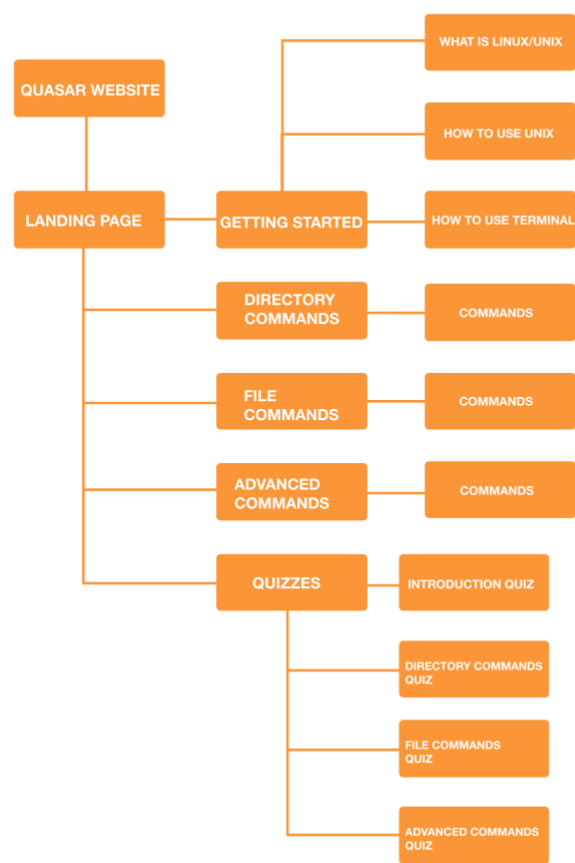 WHAT IS LINUX/UNIX
QUASAR WEBSITE
HOW TO USE UNIX
LANDING PAGE
GETTING STARTED
HOW TO USE TERMINAL
DIRECTORY
COMMANDS
COMMANDS
FILE
COMMANDS
COMMANDS
ADVANCED
COMMANDS
COMMANDS
QUIZZES
INTRODUCTION QUIZ
DIRECTORY COMMANDS
QUIZ
FILE COMMANDS
QUIZ
ADVANCED COMMANDS
QUIZ